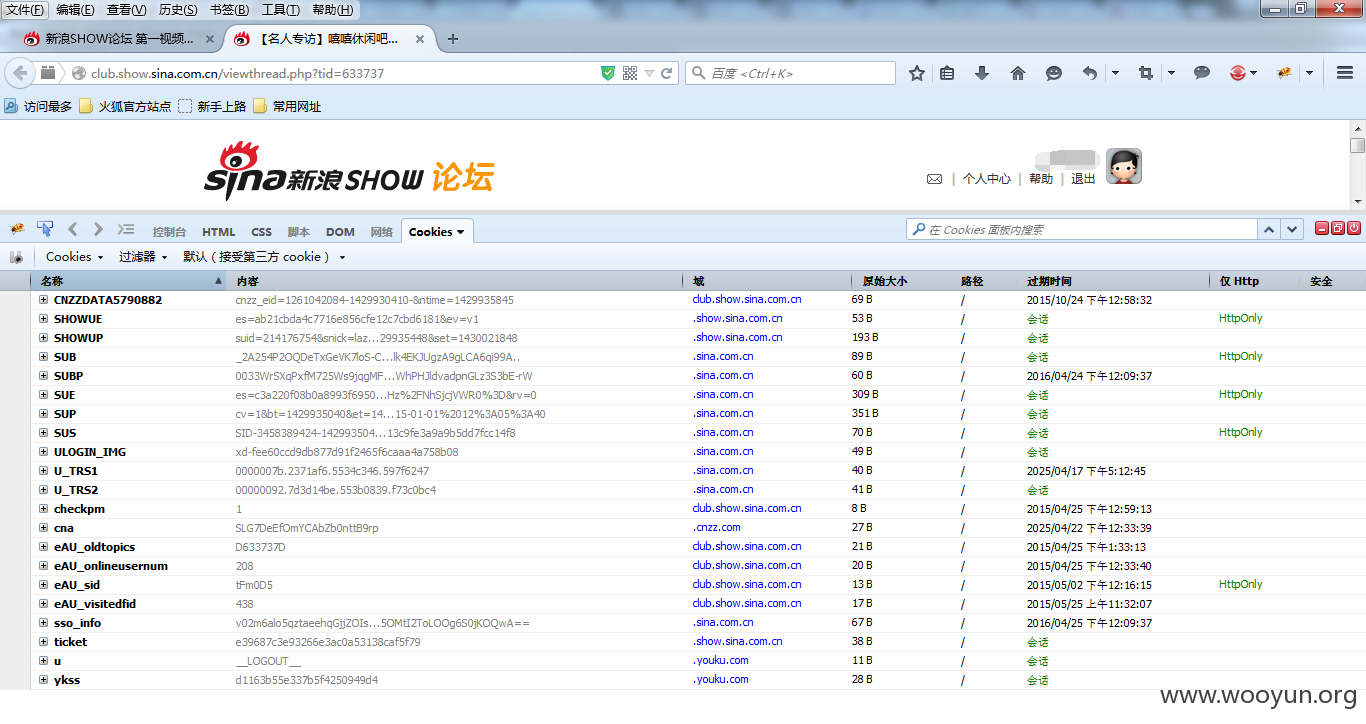 文件(F) 编辑(E) 查看(V) 历史(S) 书签(B) 工具(T) 帮助(H)
新浪SHOW论坛 第一视频... × 【名人专访】嘻嘻休闲吧... × +
club.show.sina.com.cn/viewthread.php?tid=633737 百度 <Ctrl+K>
访问最多 火狐官方站点 新手上路 常用网址
sina新浪SHOW 论坛
| 个人中心 | 帮助 | 退出
控制台 HTML CSS 脚本 DOM 网络 Cookies 在 Cookies 面板内搜索
Cookies 过滤器 默认（接受第三方 cookie）
名称 内容 域 原始大小 路径 过期时间 仅 Http 安全
CNZZDATA5790882 cnzz_eid=1261042084-1429930410-&ntime=1429935845 club.show.sina.com.cn 69 B / 2015/10/24 下午12:58:32
SHOWUE es=ab21cbda4c7716e856cfe12c7cbd6181&ev=v1 .show.sina.com.cn 53 B / 会话 HttpOnly
SHOWUP suid=214176754&snick=laz...29935448&set=1430021848 .show.sina.com.cn 193 B / 会话
SUB _2A254P2OQDeTxGeVK7loS-C...lk4EKJUgzA9gLCA6qi99A.. .sina.com.cn 89 B / 会话 HttpOnly
SUBP 0033WrSXqPxfM725Ws9jqgMF...WhPHJldvadpnGLz3S3bE-rW .sina.com.cn 60 B / 2016/04/24 下午12:09:37
SUE es=c3a220f08b0a8993f6950...Hz%2FNhSjcjVWR0%3D&rv=0 .sina.com.cn 309 B / 会话 HttpOnly
SUP cv=1&bt=1429935040&et=14...15-01-01%2012%3A05%3A40 .sina.com.cn 351 B / 会话
SUS SID-3458389424-142993504...13c9fe3a9a9b5dd7fcc14f8 .sina.com.cn 70 B / 会话 HttpOnly
ULOGIN_IMG xd-fee60ccd9db877d91f2465f6caaa4a758b08 .sina.com.cn 49 B / 会话
U_TRS1 0000007b.2371af6.5534c346.597f6247 .sina.com.cn 40 B / 2025/04/17 下午5:12:45
U_TRS2 00000092.7d3d14be.553b0839.f73c0bc4 .sina.com.cn 41 B / 会话
checkpm 1 club.show.sina.com.cn 8 B / 2015/04/25 下午12:59:13
cna SLG7DeEfOmYCAbZb0nttB9rp .cnzz.com 27 B / 2025/04/22 下午12:33:39
eAU_oldtopics D633737D club.show.sina.com.cn 21 B / 2015/04/25 下午1:33:13
eAU_onlineusernum 208 club.show.sina.com.cn 20 B / 2015/04/25 下午12:33:40
eAU_sid tFm0D5 club.show.sina.com.cn 13 B / 2015/05/02 下午12:16:15 HttpOnly
eAU_visitedfid 438 club.show.sina.com.cn 17 B / 2015/05/25 上午11:32:07
sso_info v02m6alo5qztaeehqGjjZOIs...5OMtI2ToLOOg6S0jKOQwA== .sina.com.cn 67 B / 2016/04/25 下午12:09:37
ticket e39687c3e93266e3ac0a53138caf5f79 .show.sina.com.cn 38 B / 会话
u __LOGOUT__ .youku.com 11 B / 会话
ykss d1163b55e337b5f4250949d4 .youku.com 28 B / 会话
www.wooyun.org